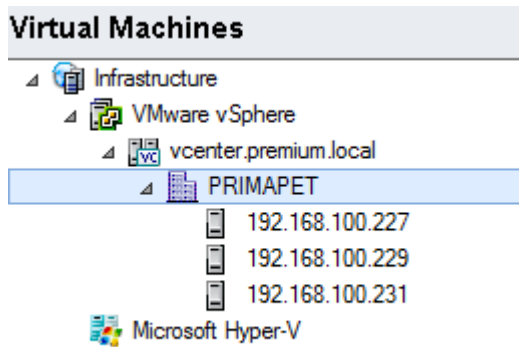 Virtual Machines
Infrastructure
VMware vSphere
vcenter.premium.local
PRIMAPET
192.168.100.227
192.168.100.229
192.168.100.231
Microsoft Hyper-V